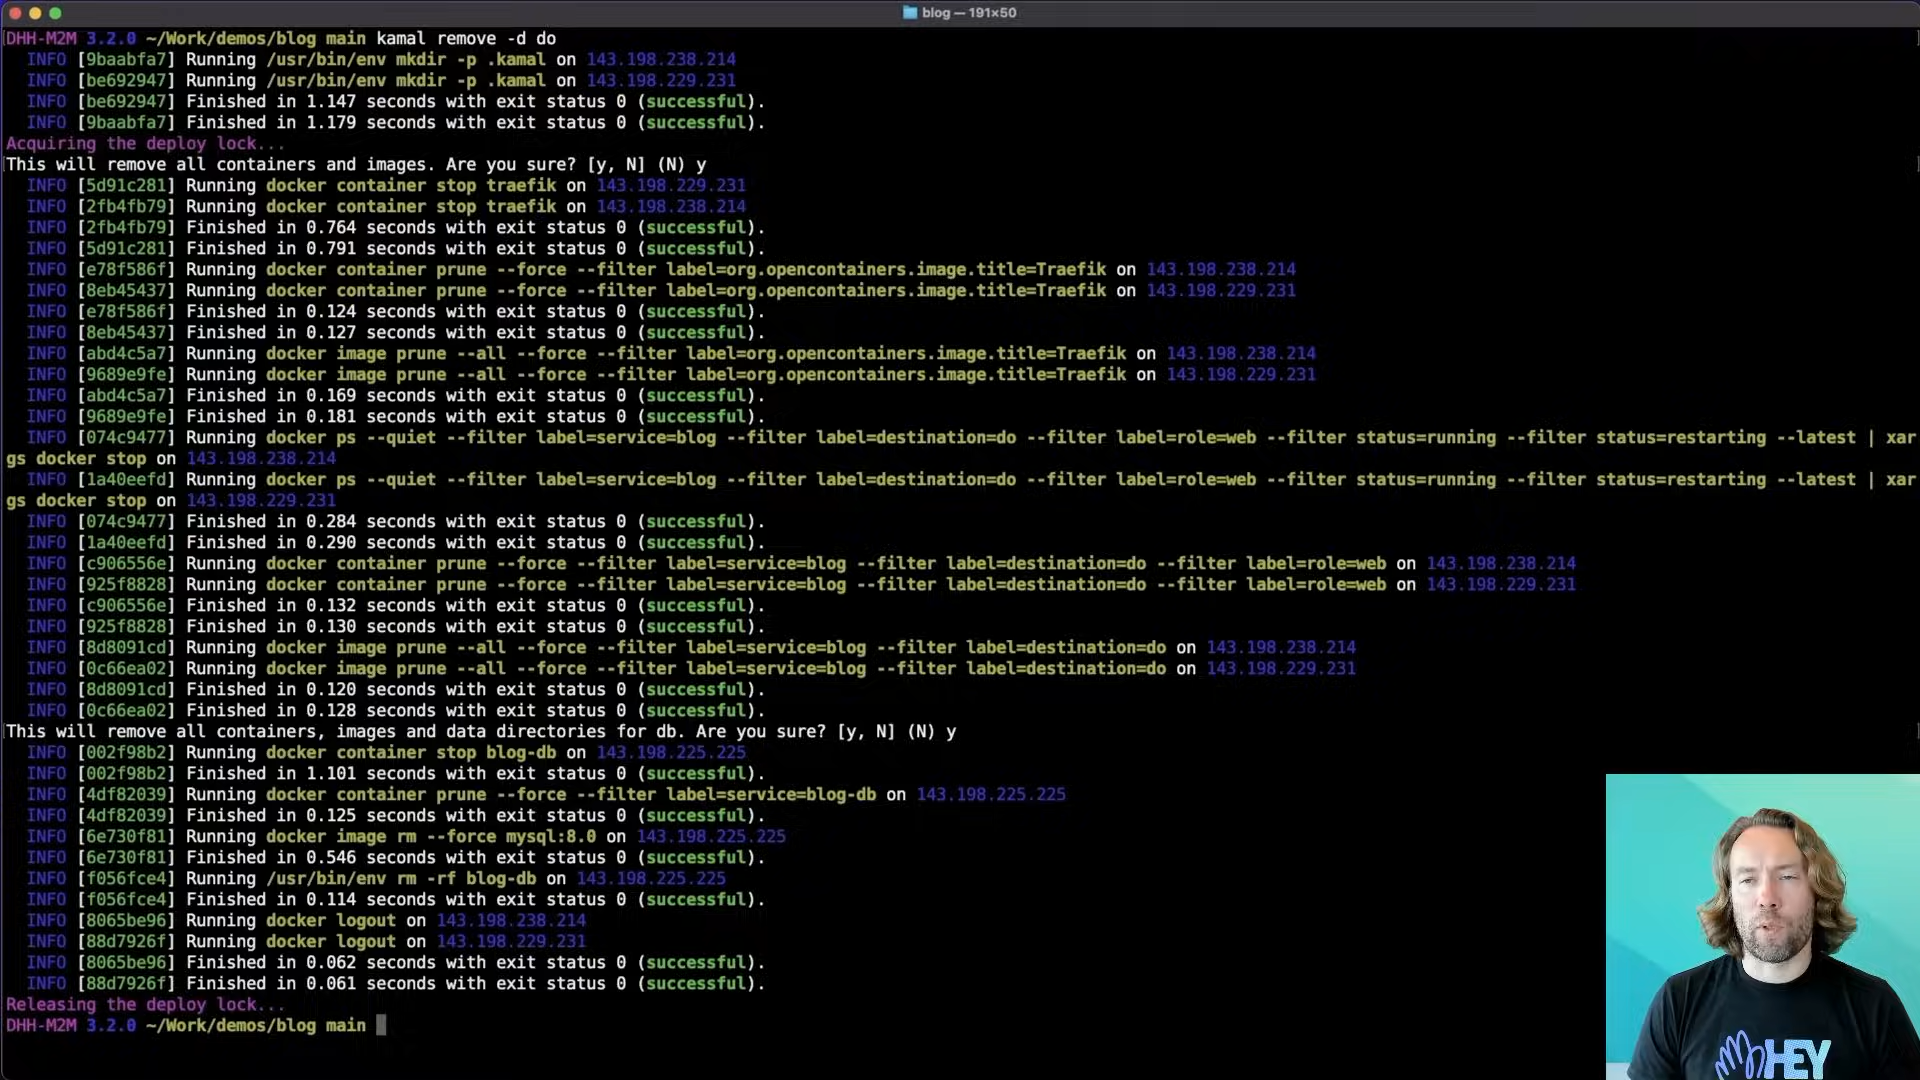 blog — 191×50
DHH-M2M 3.2.0 ~/Work/demos/blog main kamal remove -d do
INFO [9baabfa7] Running /usr/bin/env mkdir -p .kamal on 143.198.238.214
INFO [be692947] Running /usr/bin/env mkdir -p .kamal on 143.198.229.231
INFO [be692947] Finished in 1.147 seconds with exit status 0 (successful).
INFO [9baabfa7] Finished in 1.179 seconds with exit status 0 (successful).
Acquiring the deploy lock...
This will remove all containers and images. Are you sure? [y, N] (N) y
INFO [5d91c281] Running docker container stop traefik on 143.198.229.231
INFO [2fb4fb79] Running docker container stop traefik on 143.198.238.214
INFO [2fb4fb79] Finished in 0.764 seconds with exit status 0 (successful).
INFO [5d91c281] Finished in 0.791 seconds with exit status 0 (successful).
INFO [e78f586f] Running docker container prune --force --filter label=org.opencontainers.image.title=Traefik on 143.198.238.214
INFO [8eb45437] Running docker container prune --force --filter label=org.opencontainers.image.title=Traefik on 143.198.229.231
INFO [e78f586f] Finished in 0.124 seconds with exit status 0 (successful).
INFO [8eb45437] Finished in 0.127 seconds with exit status 0 (successful).
INFO [abd4c5a7] Running docker image prune --all --force --filter label=org.opencontainers.image.title=Traefik on 143.198.238.214
INFO [9689e9fe] Running docker image prune --all --force --filter label=org.opencontainers.image.title=Traefik on 143.198.229.231
INFO [abd4c5a7] Finished in 0.169 seconds with exit status 0 (successful).
INFO [9689e9fe] Finished in 0.181 seconds with exit status 0 (successful).
INFO [074c9477] Running docker ps --quiet --filter label=service=blog --filter label=destination=do --filter label=role=web --filter status=running --filter status=restarting --latest | xar
gs docker stop on 143.198.238.214
INFO [1a40eefd] Running docker ps --quiet --filter label=service=blog --filter label=destination=do --filter label=role=web --filter status=running --filter status=restarting --latest | xar
gs docker stop on 143.198.229.231
INFO [074c9477] Finished in 0.284 seconds with exit status 0 (successful).
INFO [1a40eefd] Finished in 0.290 seconds with exit status 0 (successful).
INFO [c906556e] Running docker container prune --force --filter label=service=blog --filter label=destination=do --filter label=role=web on 143.198.238.214
INFO [925f8828] Running docker container prune --force --filter label=service=blog --filter label=destination=do --filter label=role=web on 143.198.229.231
INFO [c906556e] Finished in 0.132 seconds with exit status 0 (successful).
INFO [925f8828] Finished in 0.130 seconds with exit status 0 (successful).
INFO [8d8091cd] Running docker image prune --all --force --filter label=service=blog --filter label=destination=do on 143.198.238.214
INFO [0c66ea02] Running docker image prune --all --force --filter label=service=blog --filter label=destination=do on 143.198.229.231
INFO [8d8091cd] Finished in 0.120 seconds with exit status 0 (successful).
INFO [0c66ea02] Finished in 0.128 seconds with exit status 0 (successful).
This will remove all containers, images and data directories for db. Are you sure? [y, N] (N) y
INFO [002f98b2] Running docker container stop blog-db on 143.198.225.225
INFO [002f98b2] Finished in 1.101 seconds with exit status 0 (successful).
INFO [4df82039] Running docker container prune --force --filter label=service=blog-db on 143.198.225.225
INFO [4df82039] Finished in 0.125 seconds with exit status 0 (successful).
INFO [6e730f81] Running docker image rm --force mysql:8.0 on 143.198.225.225
INFO [6e730f81] Finished in 0.546 seconds with exit status 0 (successful).
INFO [f056fce4] Running /usr/bin/env rm -rf blog-db on 143.198.225.225
INFO [f056fce4] Finished in 0.114 seconds with exit status 0 (successful).
INFO [8065be96] Running docker logout on 143.198.238.214
INFO [88d7926f] Running docker logout on 143.198.229.231
INFO [8065be96] Finished in 0.062 seconds with exit status 0 (successful).
INFO [88d7926f] Finished in 0.061 seconds with exit status 0 (successful).
Releasing the deploy lock...
DHH-M2M 3.2.0 ~/Work/demos/blog main
HEY